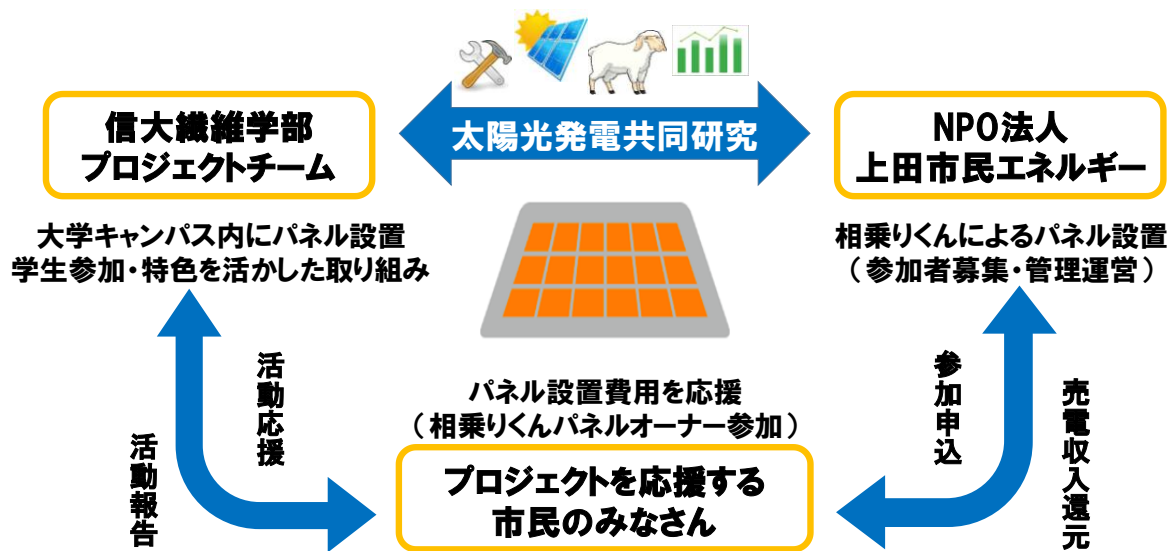 信大繊維学部
プロジェクトチーム
太陽光発電共同研究
NPO法人
上田市民エネルギー
大学キャンパス内にパネル設置
学生参加・特色を活かした取り組み
相乗りくんによるパネル設置
（参加者募集・管理運営）
活動応援
活動報告
パネル設置費用を応援
（相乗りくんパネルオーナー参加）
プロジェクトを応援する
市民のみなさん
参加申込
売電収入還元